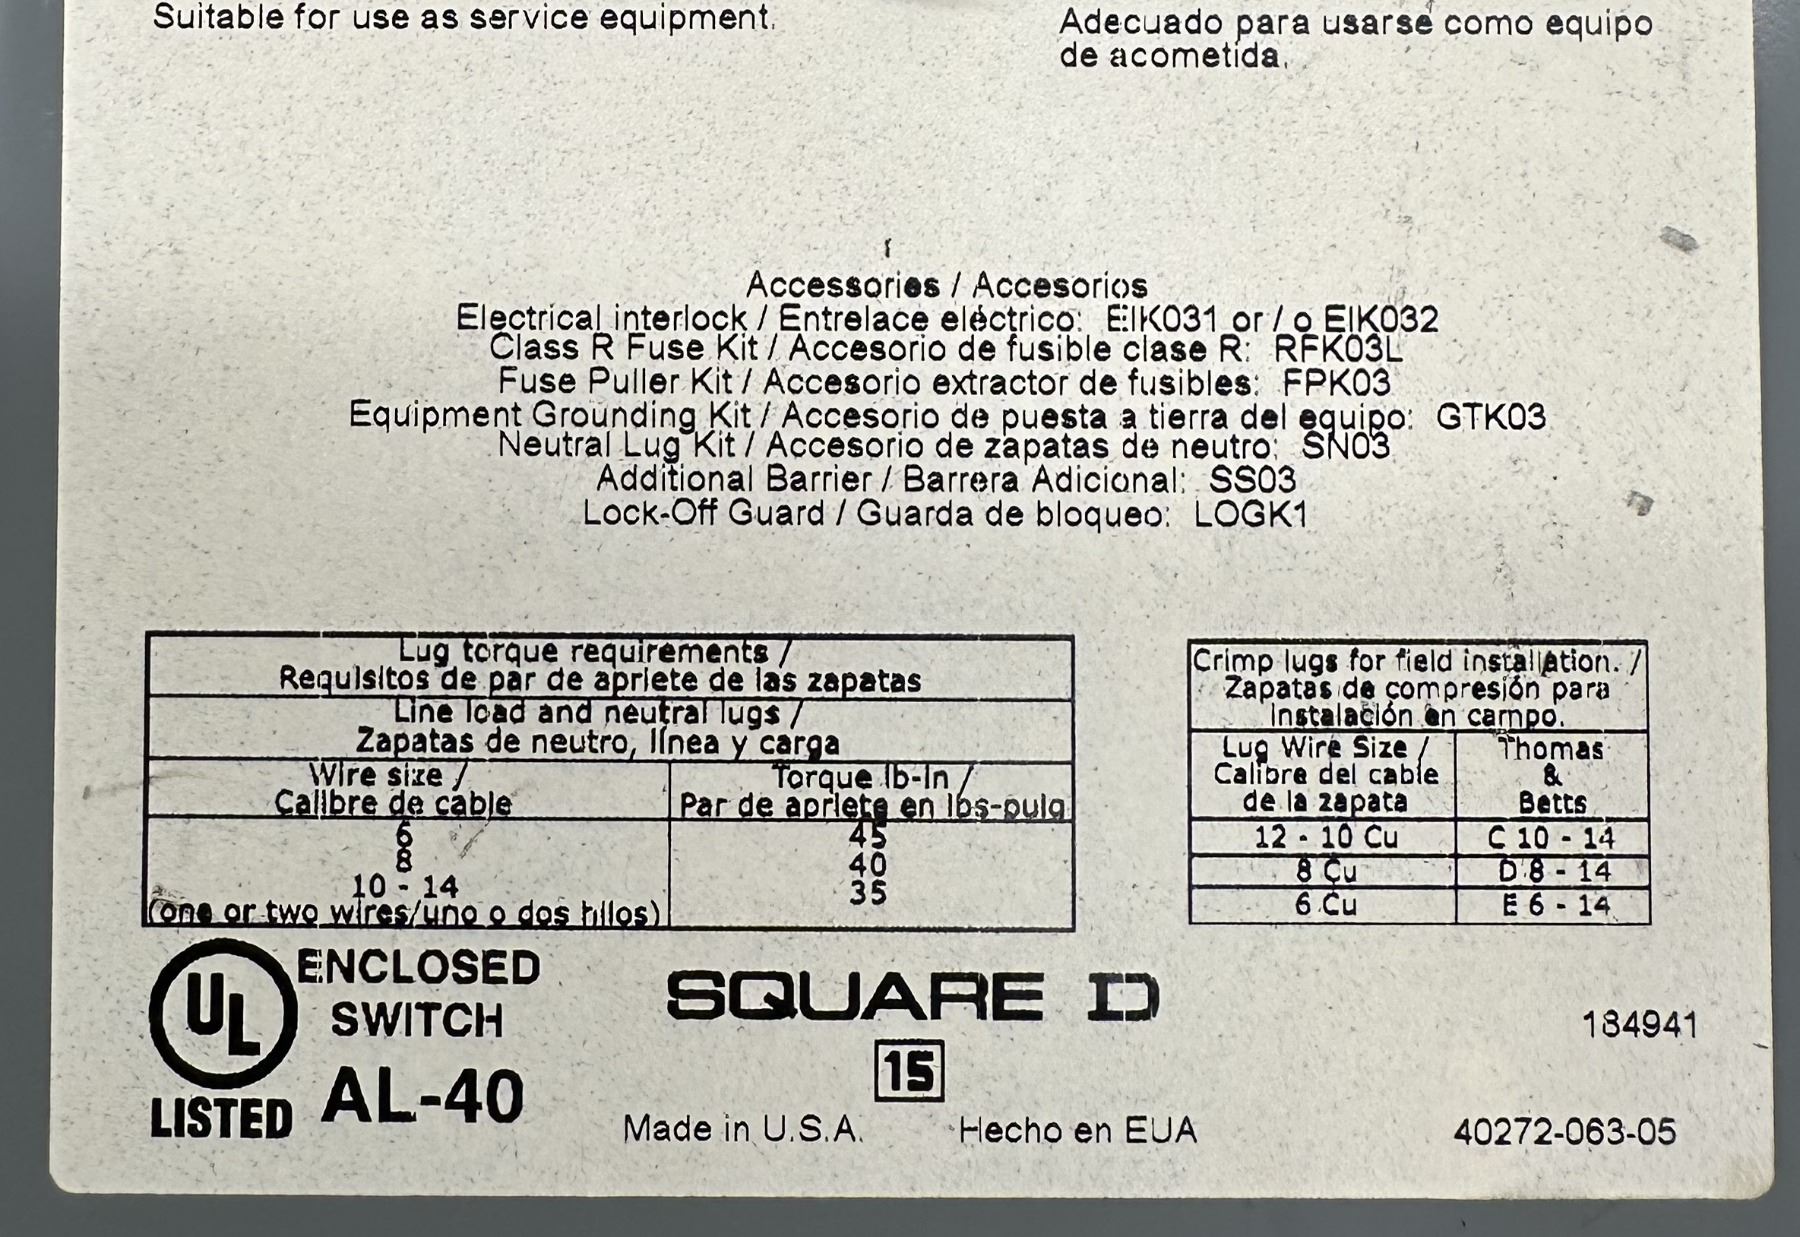 Suitable for use as service equipment.
Adecuado para usarse como equipo
de acometida.
Accessories / Accesorios
Electrical interlock / Entrelace eléctrico: EIK031 or / o EIK032
Class R Fuse Kit / Accesorio de fusible clase R: RFK03L
Fuse Puller Kit / Accesorio extractor de fusibles: FPK03
Equipment Grounding Kit / Accesorio de puesta a tierra del equipo: GTK03
Neutral Lug Kit / Accesorio de zapatas de neutro: SN03
Additional Barrier / Barrera Adicional: SS03
Lock-Off Guard / Guarda de bloqueo: LOGK1
Lug torque requirements /
Requisitos de par de apriete de las zapatas
Line load and neutral lugs /
Zapatas de neutro, línea y carga
Wire size /
Calibre de cable
Torque lb-in /
Par de apriete en lbs-pulg
6
45
8
40
10 - 14
35
(one or two wires/uno o dos hilos)
Crimp lugs for field installation. /
Zapatas de compresión para
instalación en campo.
Lug Wire Size /
Calibre del cable
de la zapata
Thomas
&
Betts
12 - 10 Cu
C 10 - 14
8 Cu
D 8 - 14
6 Cu
E 6 - 14
UL
LISTED
ENCLOSED
SWITCH
AL-40
SQUARE D
15
Made in U.S.A.
Hecho en EUA
184941
40272-063-05